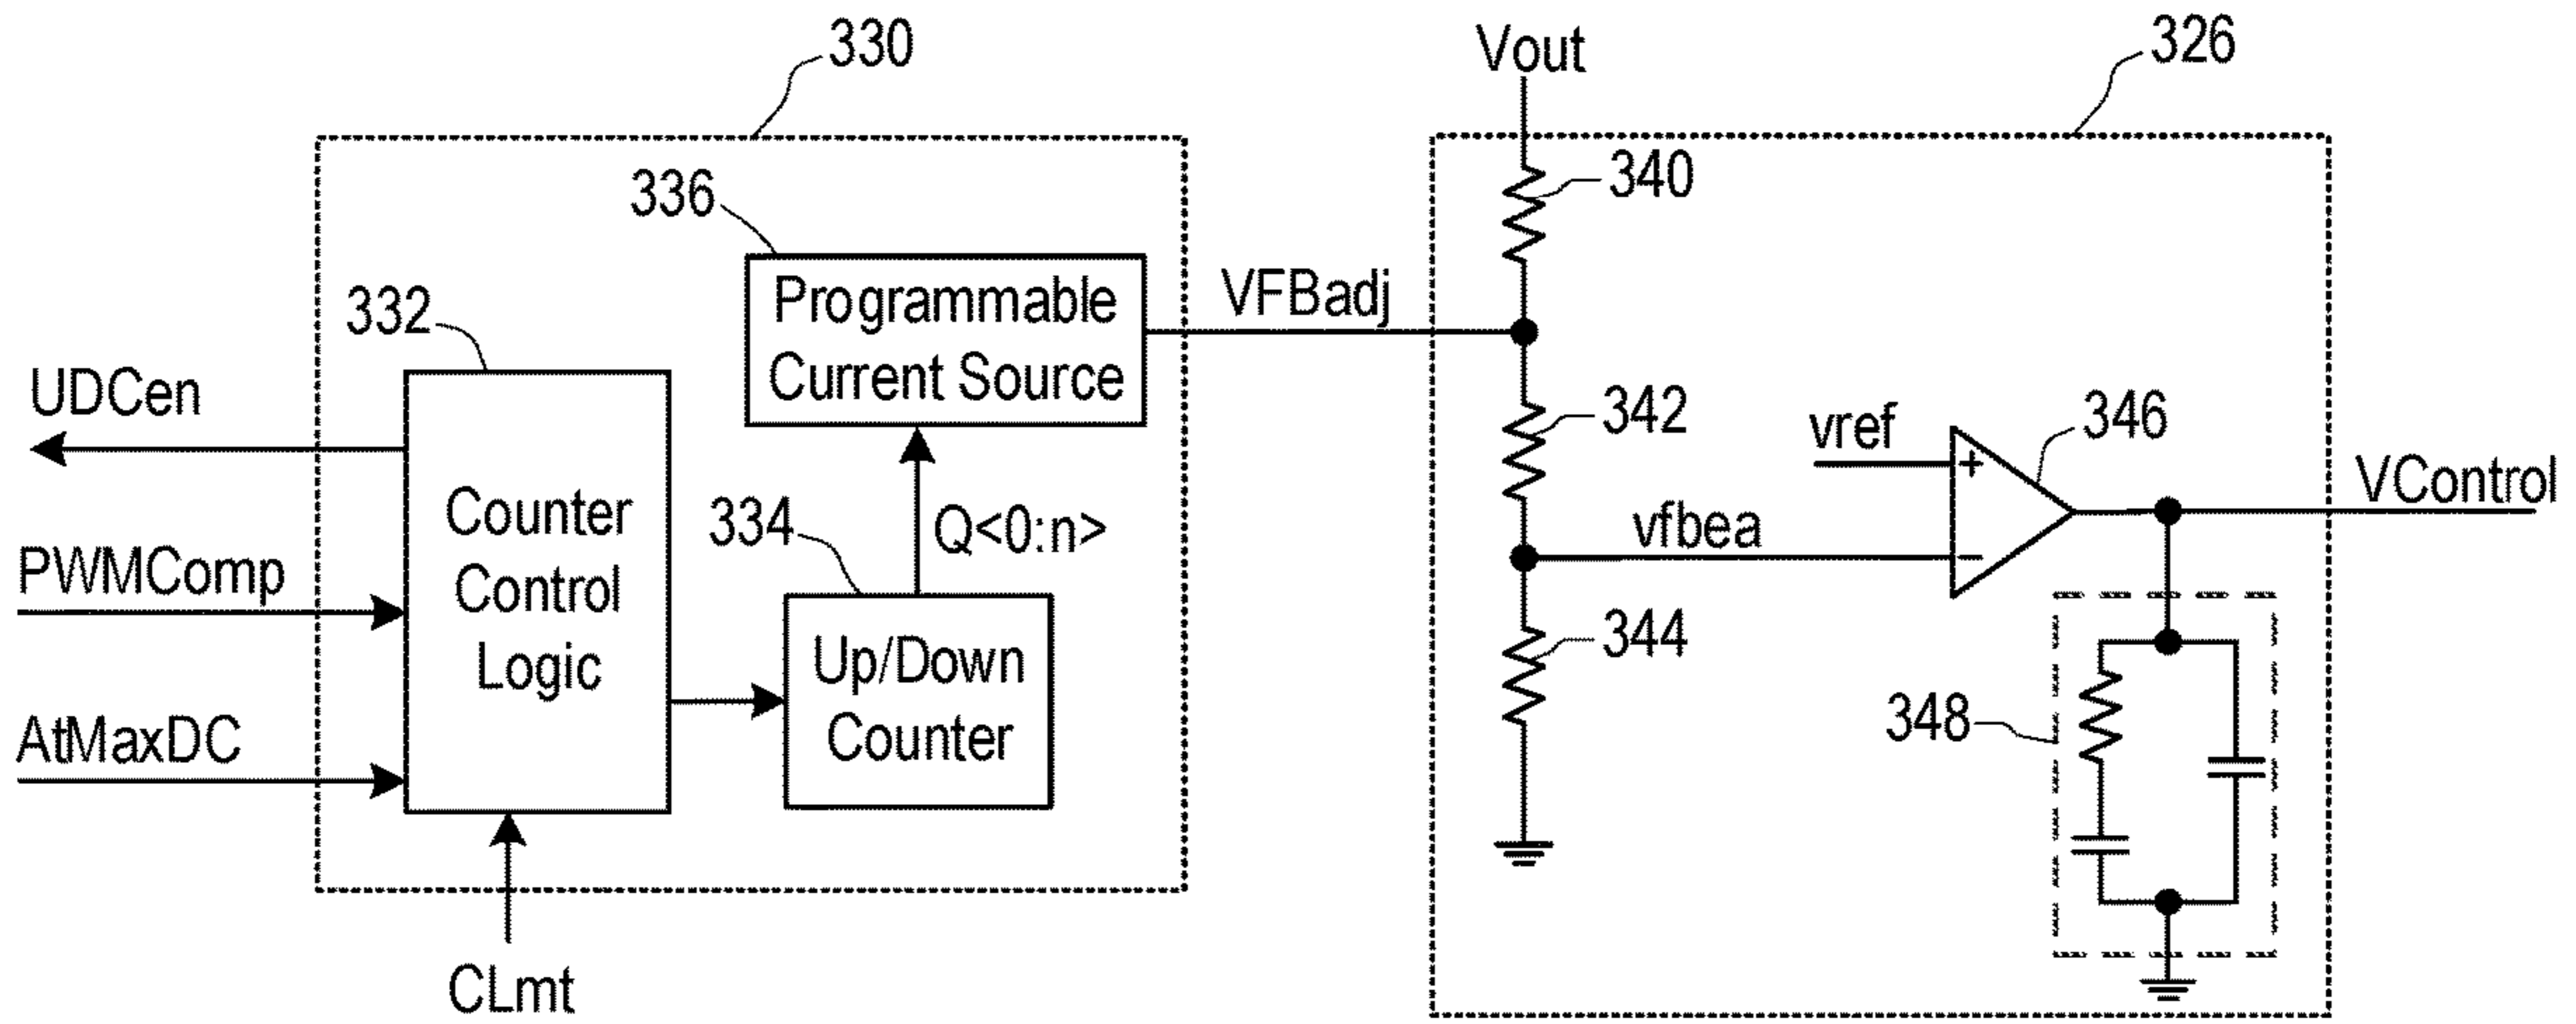 330
Vout
326
336
340
Programmable
Current Source
VFBadj
332
UDCen
342
vref
346
Counter
Control
Logic
334
Q<0:n>
vfbea
VControl
PWMComp
+
−
344
Up/Down
Counter
348
AtMaxDC
CLmt